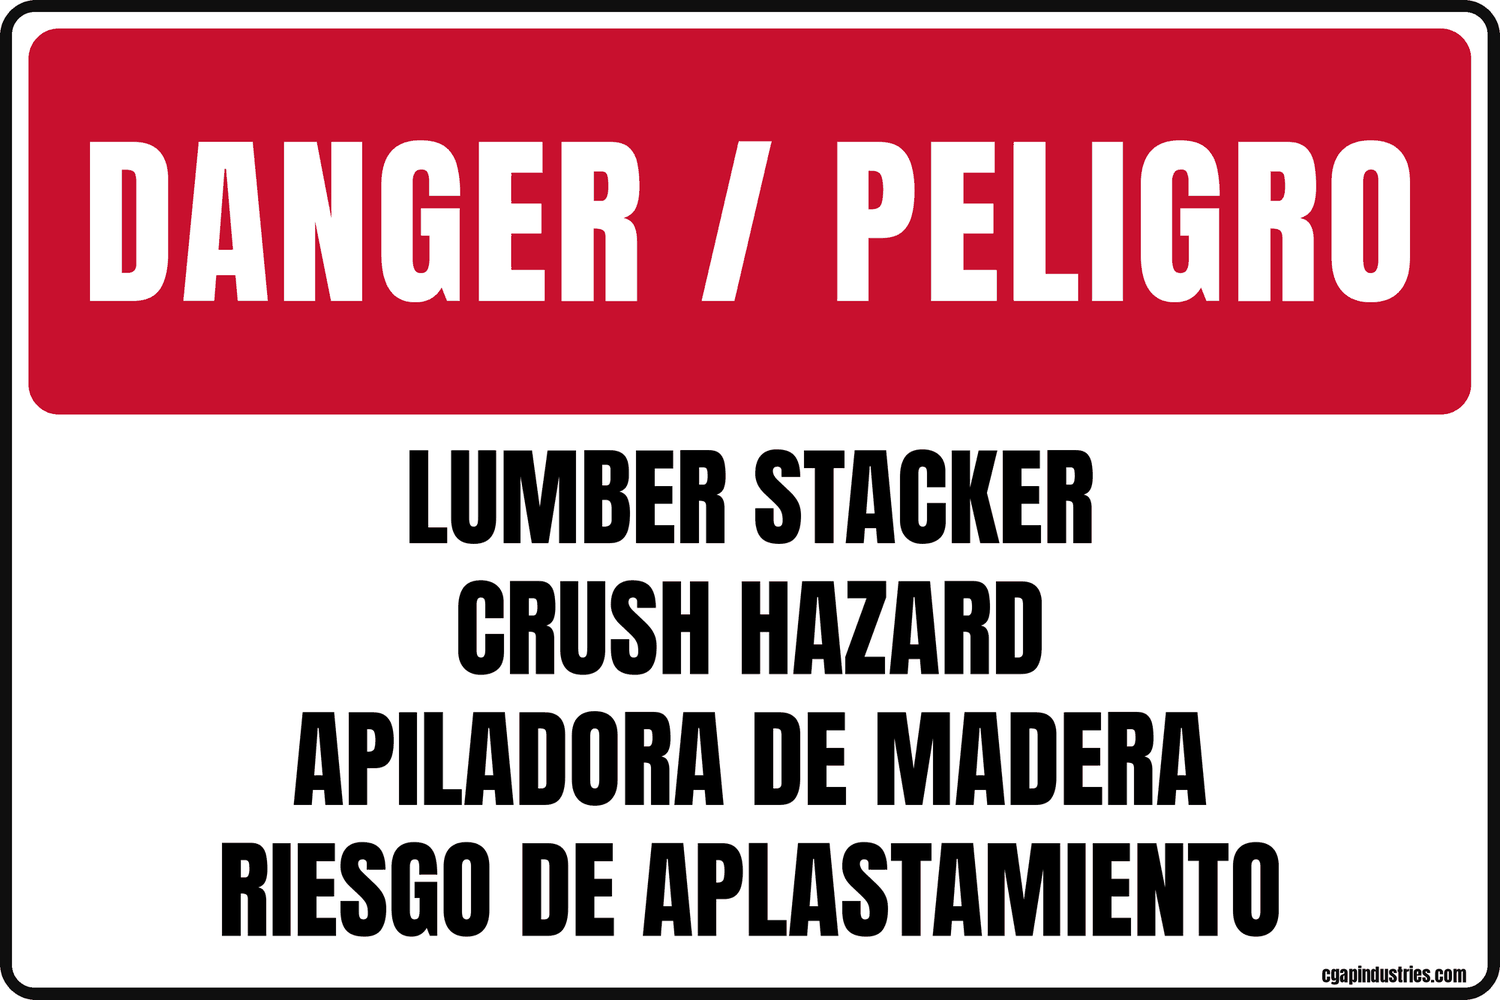 DANGER / PELIGRO
LUMBER STACKER
CRUSH HAZARD
APILADORA DE MADERA
RIESGO DE APLASTAMIENTO
cgapindustries.com